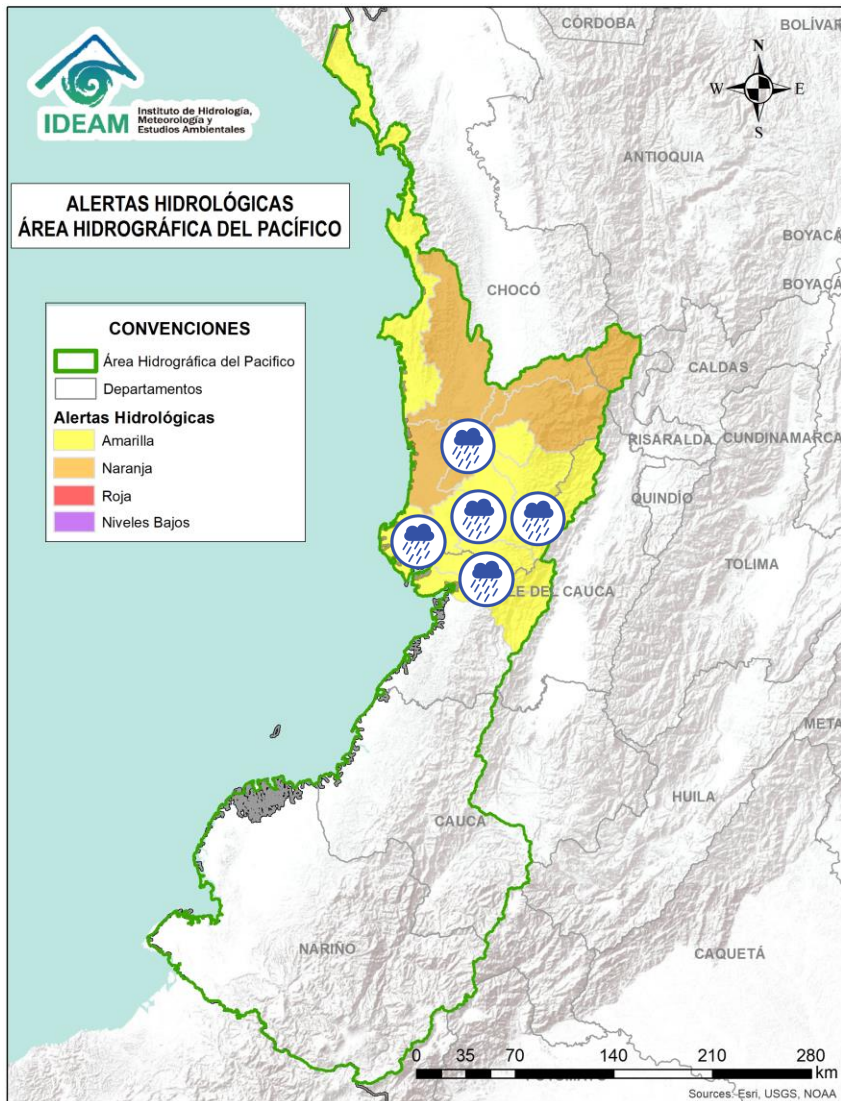 CÓRDOBA
BOLÍVAR
N
W
E
S
IDEAM
Instituto de Hidrología,
Meteorología y
Estudios Ambientales
ANTIOQUIA
ALERTAS HIDROLÓGICAS
ÁREA HIDROGRÁFICA DEL PACÍFICO
BOYACÁ
BOYACÁ
CHOCÓ
CONVENCIONES
Área Hidrográfica del Pacifico
Departamentos
Alertas Hidrológicas
Amarilla
Naranja
Roja
Niveles Bajos
CALDAS
RISARALDA
CUNDINAMARCA
QUINDÍO
TOLIMA
LE DEL CAUCA
META
HUILA
CAUCA
NARIÑO
CAQUETÁ
0 35 70 140 210 280
km
Sources: Esri, USGS, NOAA